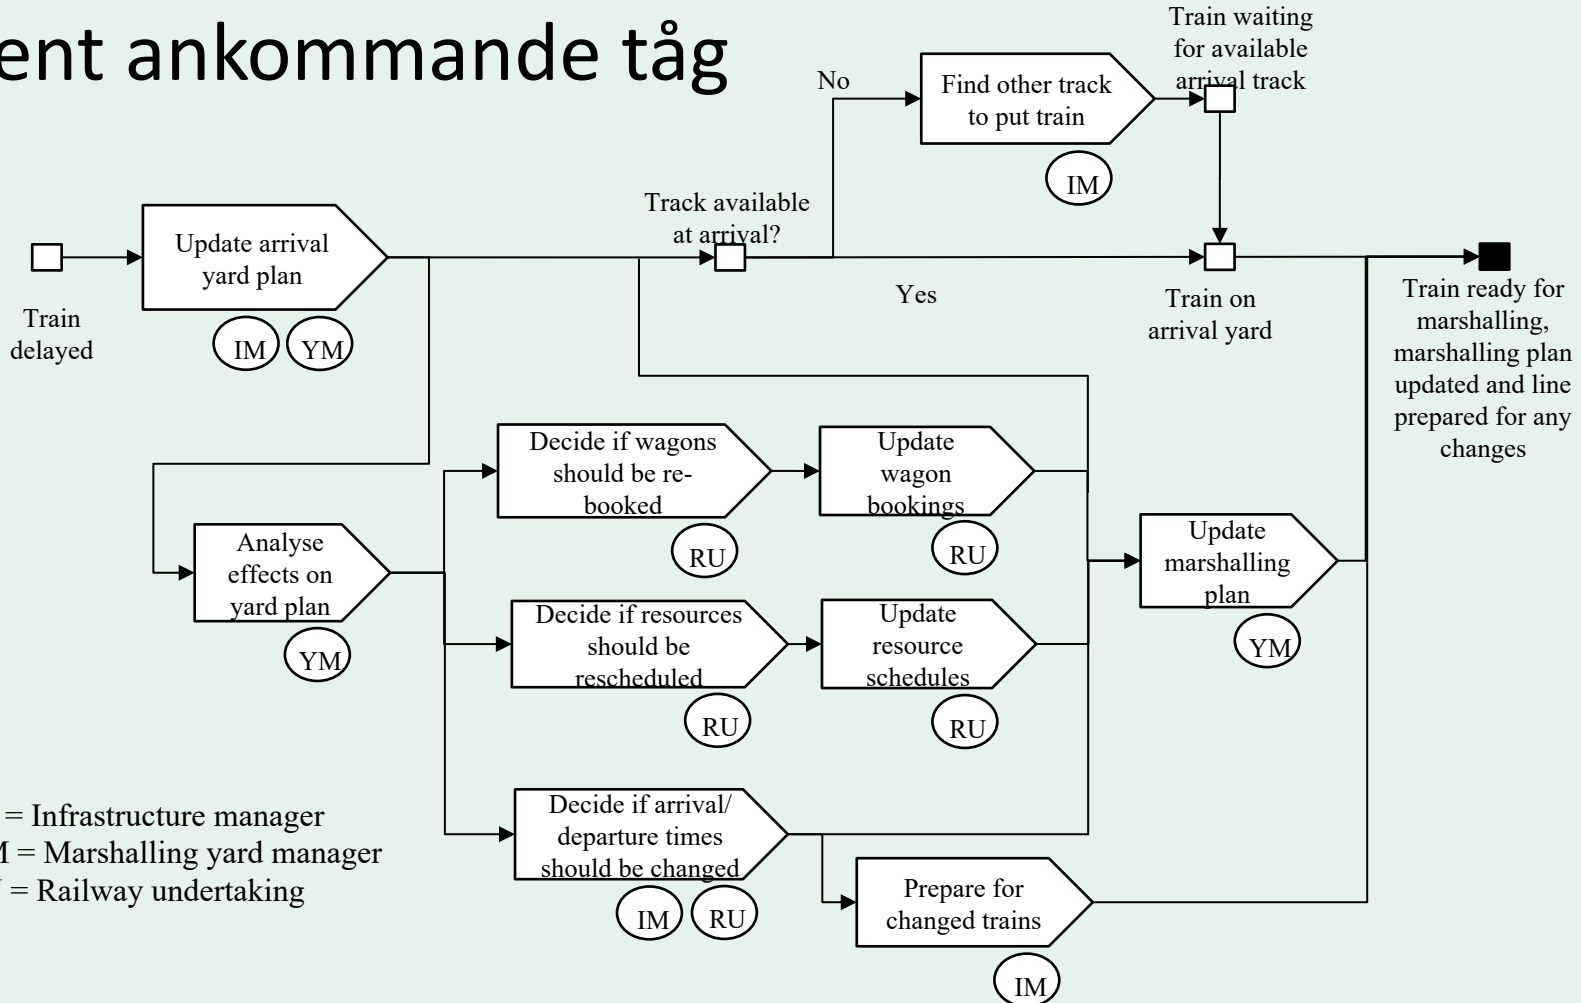 ent ankommande tåg
Train waiting
for available
arrival track
No
Find other track
to put train
IM
Track available
at arrival?
Update arrival
yard plan
IM
YM
Train
delayed
Yes
Train on
arrival yard
Train ready for
marshalling,
marshalling plan
updated and line
prepared for any
changes
Decide if wagons
should be re-
booked
RU
Update
wagon
bookings
RU
Analyse
effects on
yard plan
YM
Decide if resources
should be
rescheduled
RU
Update
resource
schedules
RU
Update
marshalling
plan
YM
Decide if arrival/
departure times
should be changed
IM
RU
Prepare for
changed trains
IM
= Infrastructure manager
M = Marshalling yard manager
= Railway undertaking